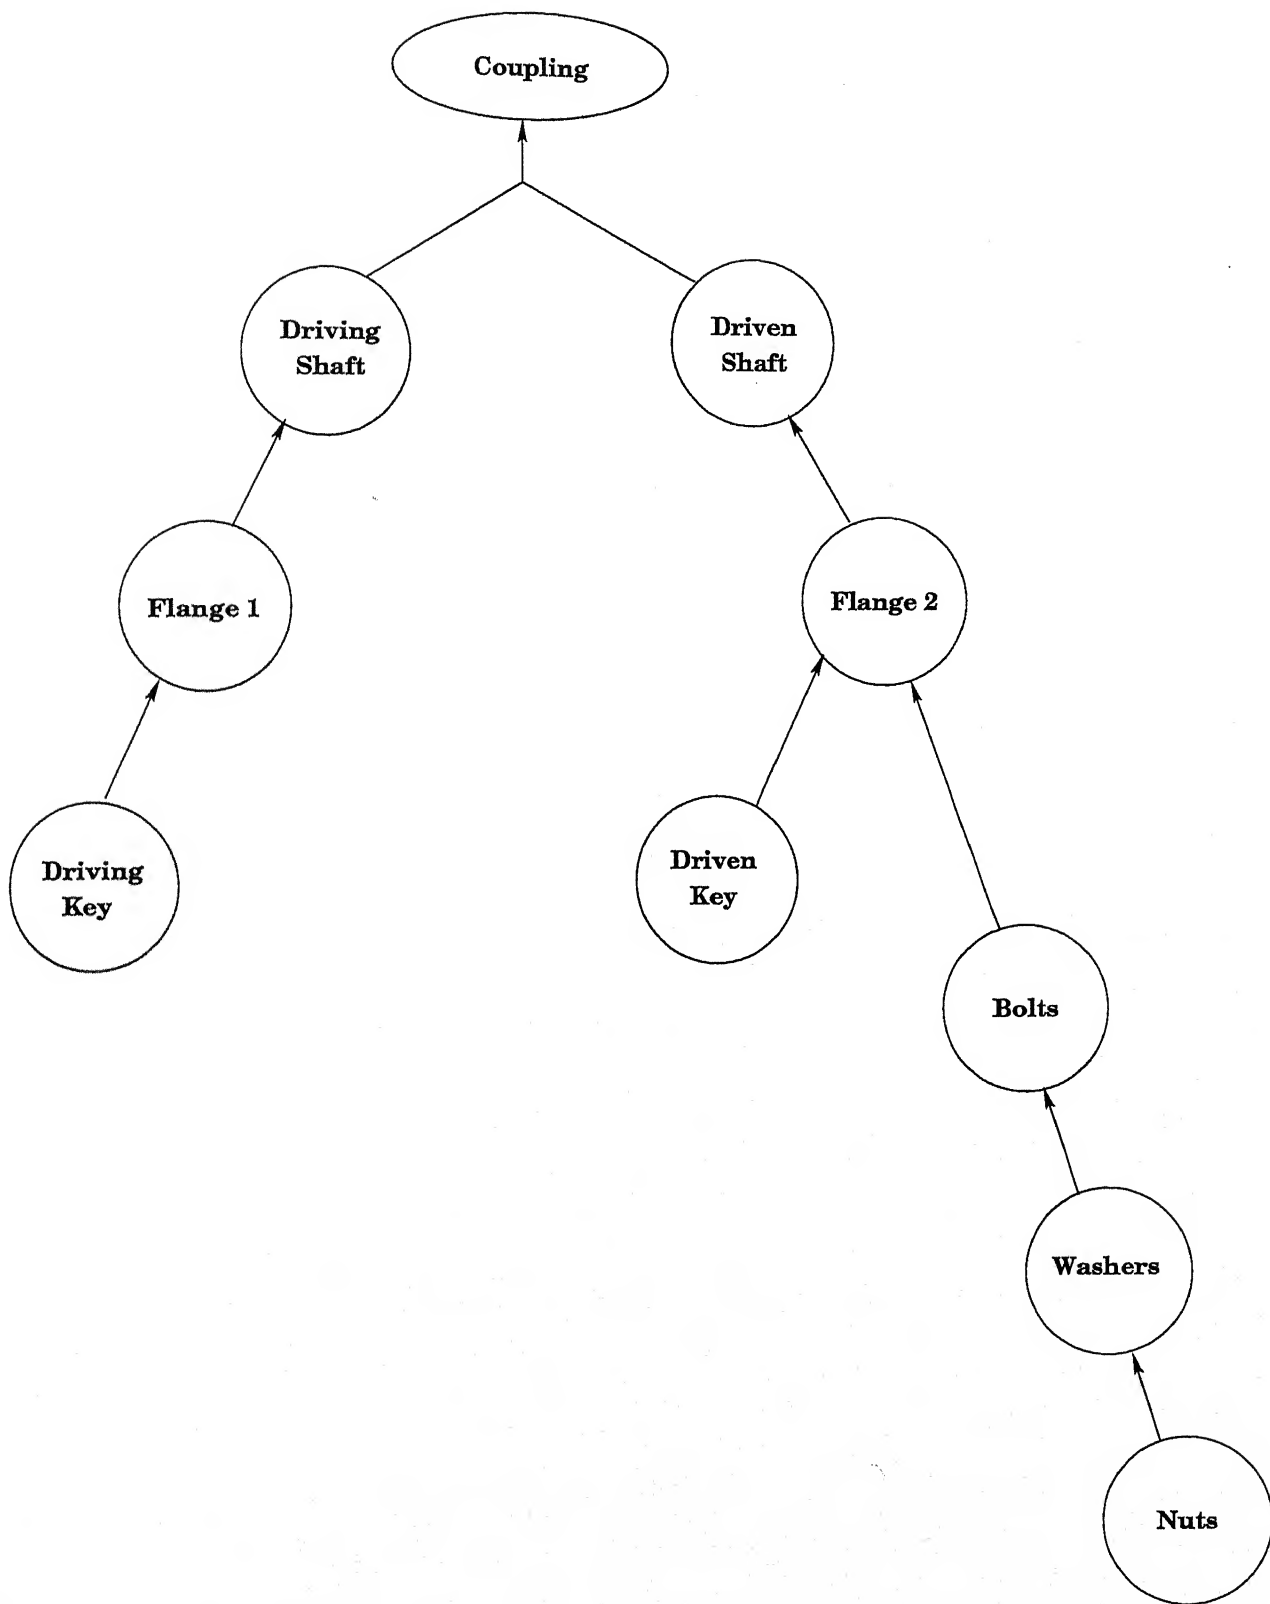 Coupling
Driving
Shaft
Driven
Shaft
Flange 1
Flange 2
Driving
Key
Driven
Key
Bolts
Washers
Nuts